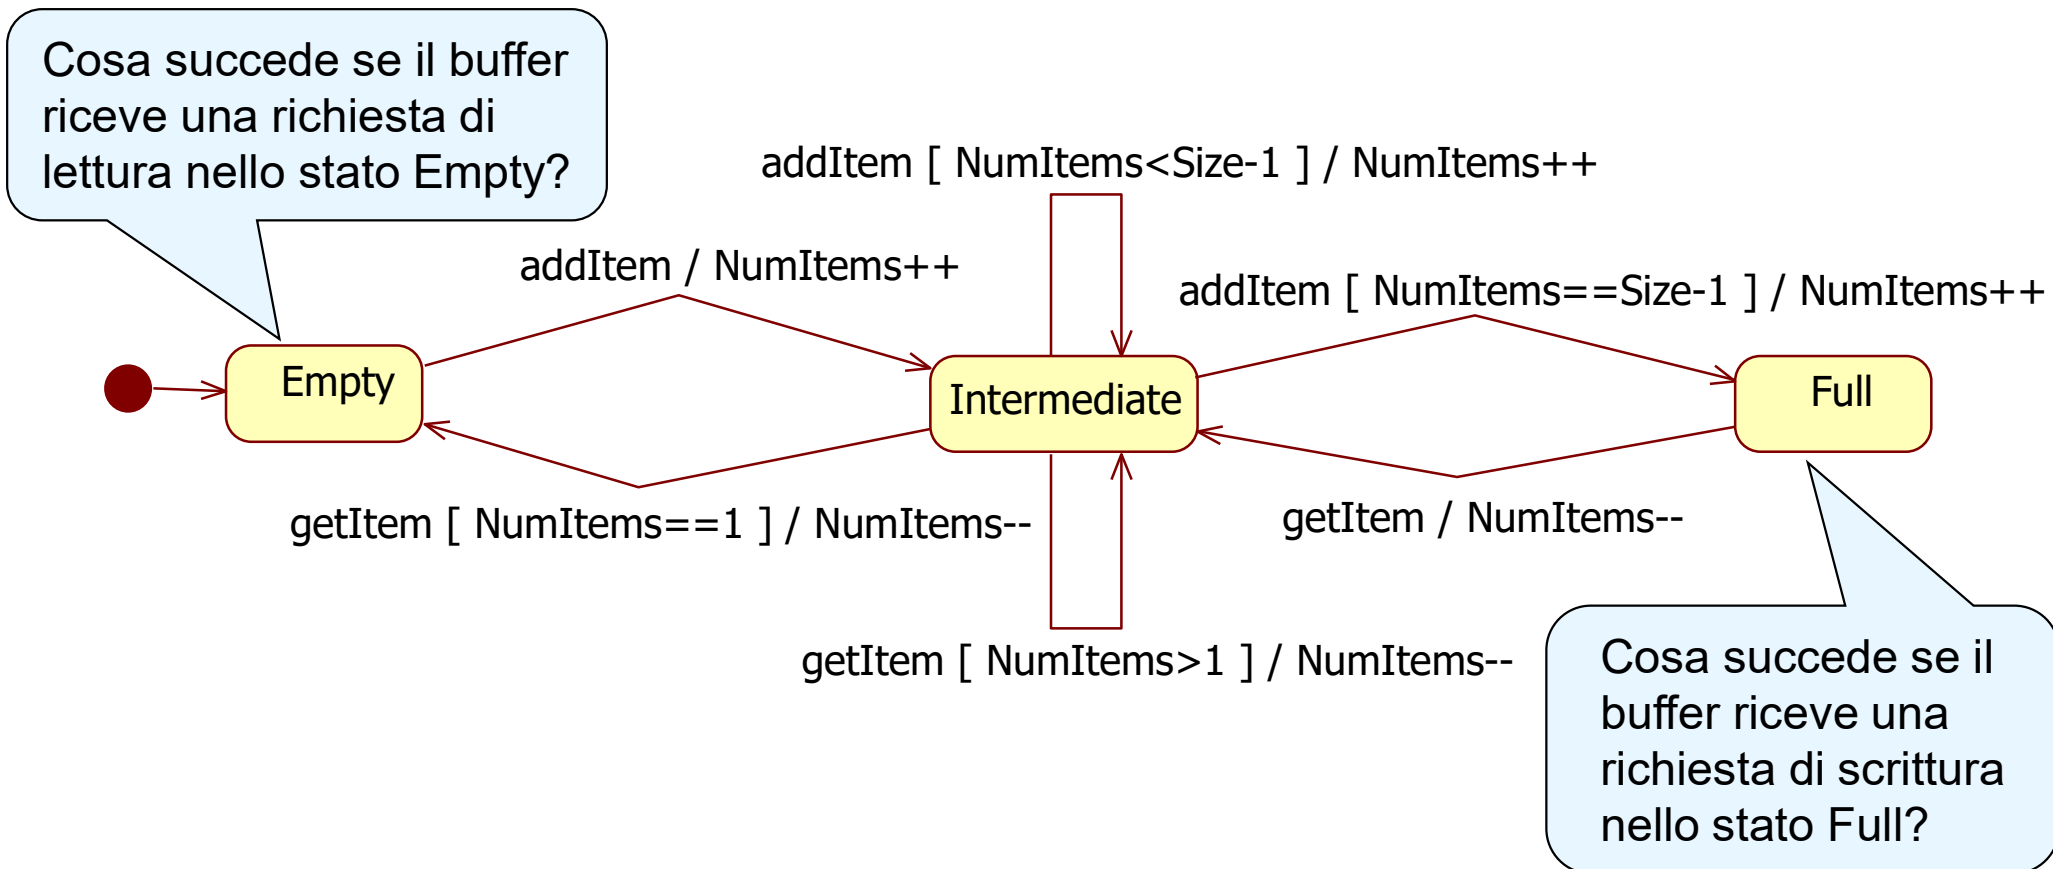 Cosa succede se il buffer
riceve una richiesta di
lettura nello stato Empty?
addItem [ NumItems<Size-1 ] / NumItems++
addItem / NumItems++
addItem [ NumItems==Size-1 ] / NumItems++
Empty
Intermediate
Full
getItem [ NumItems==1 ] / NumItems--
getItem / NumItems--
getItem [ NumItems>1 ] / NumItems--
Cosa succede se il
buffer riceve una
richiesta di scrittura
nello stato Full?